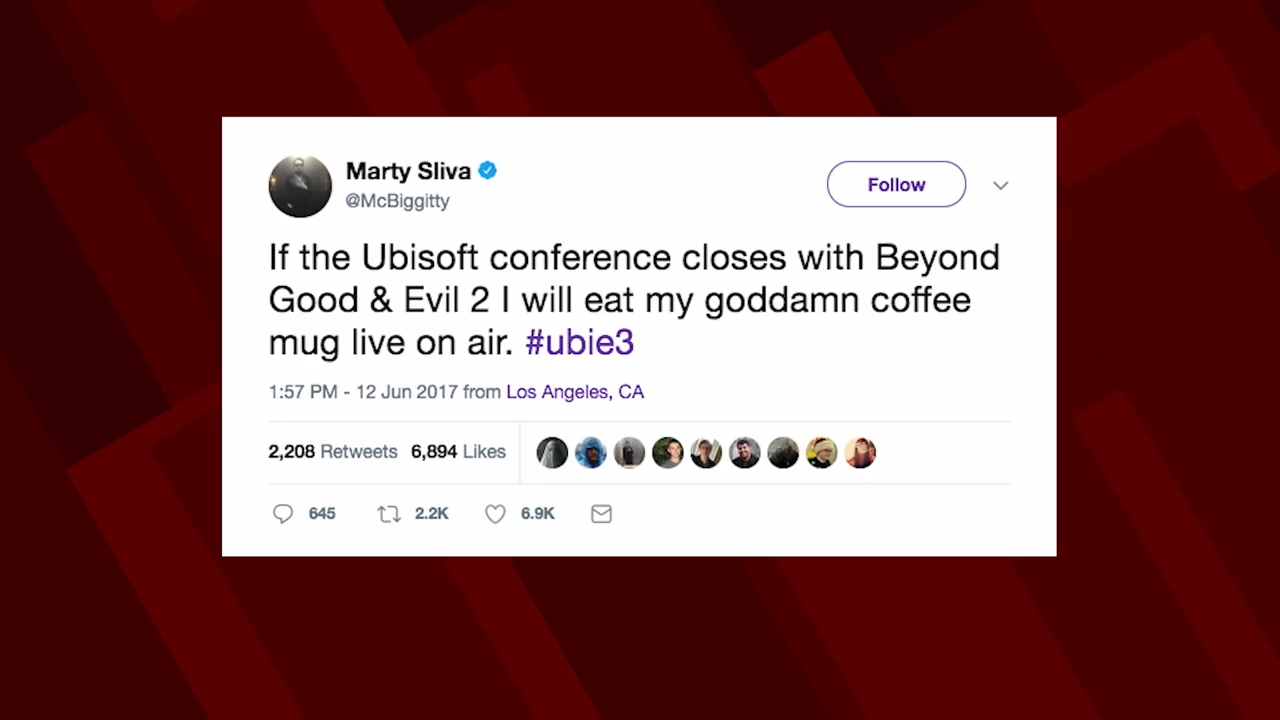 Marty Sliva
@McBiggitty
Follow
If the Ubisoft conference closes with Beyond
Good & Evil 2 I will eat my goddamn coffee
mug live on air. #ubie3
1:57 PM - 12 Jun 2017 from Los Angeles, CA
2,208 Retweets 6,894 Likes
645 2.2K 6.9K